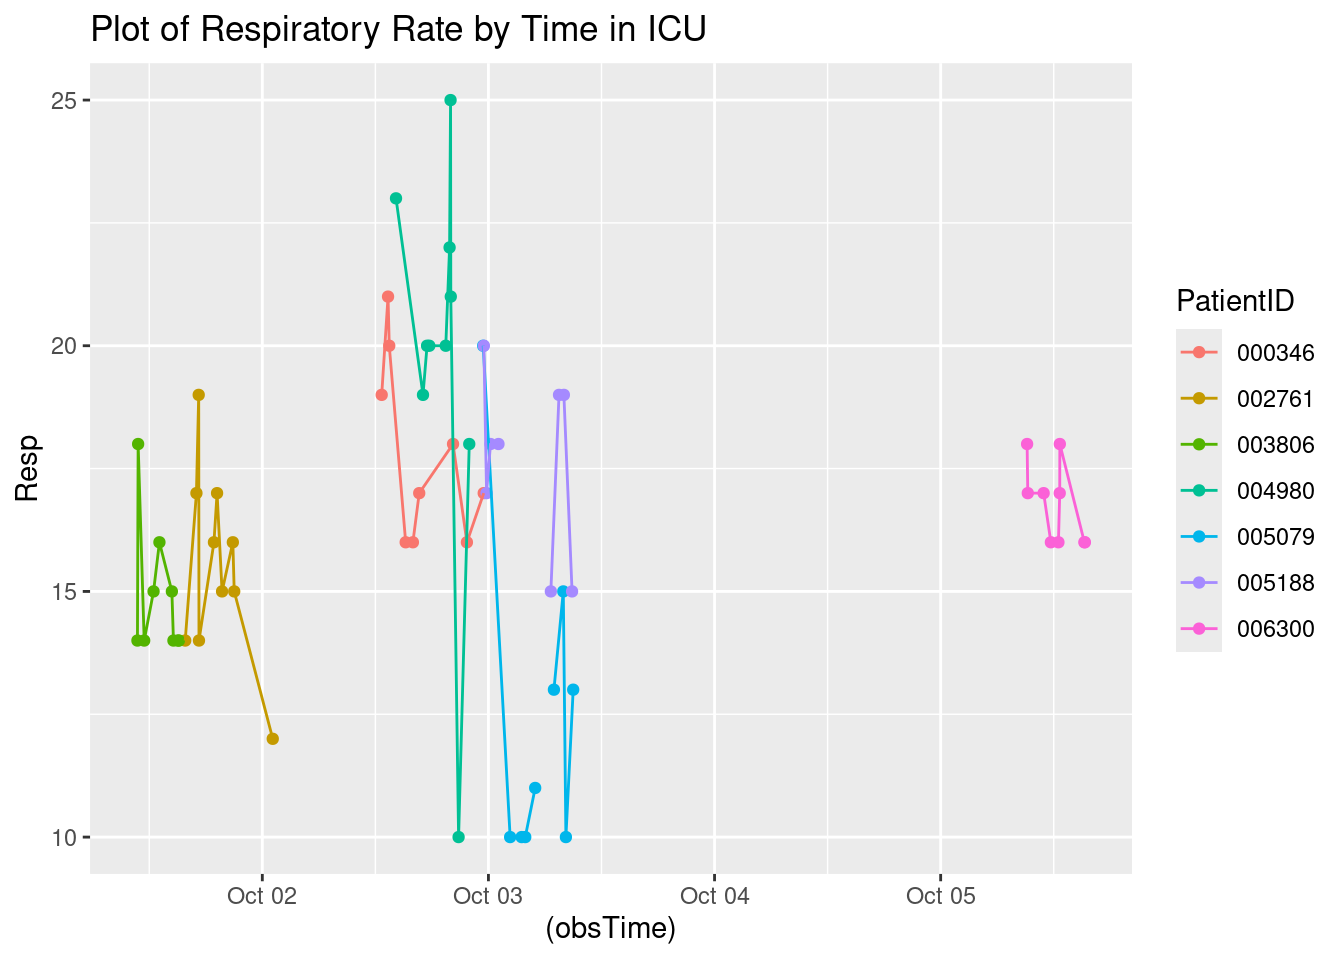 Plot of Respiratory Rate by Time in ICU
25
20
15
10
Resp
Oct 02
Oct 03
Oct 04
Oct 05
(obsTime)
PatientID
000346
002761
003806
004980
005079
005188
006300